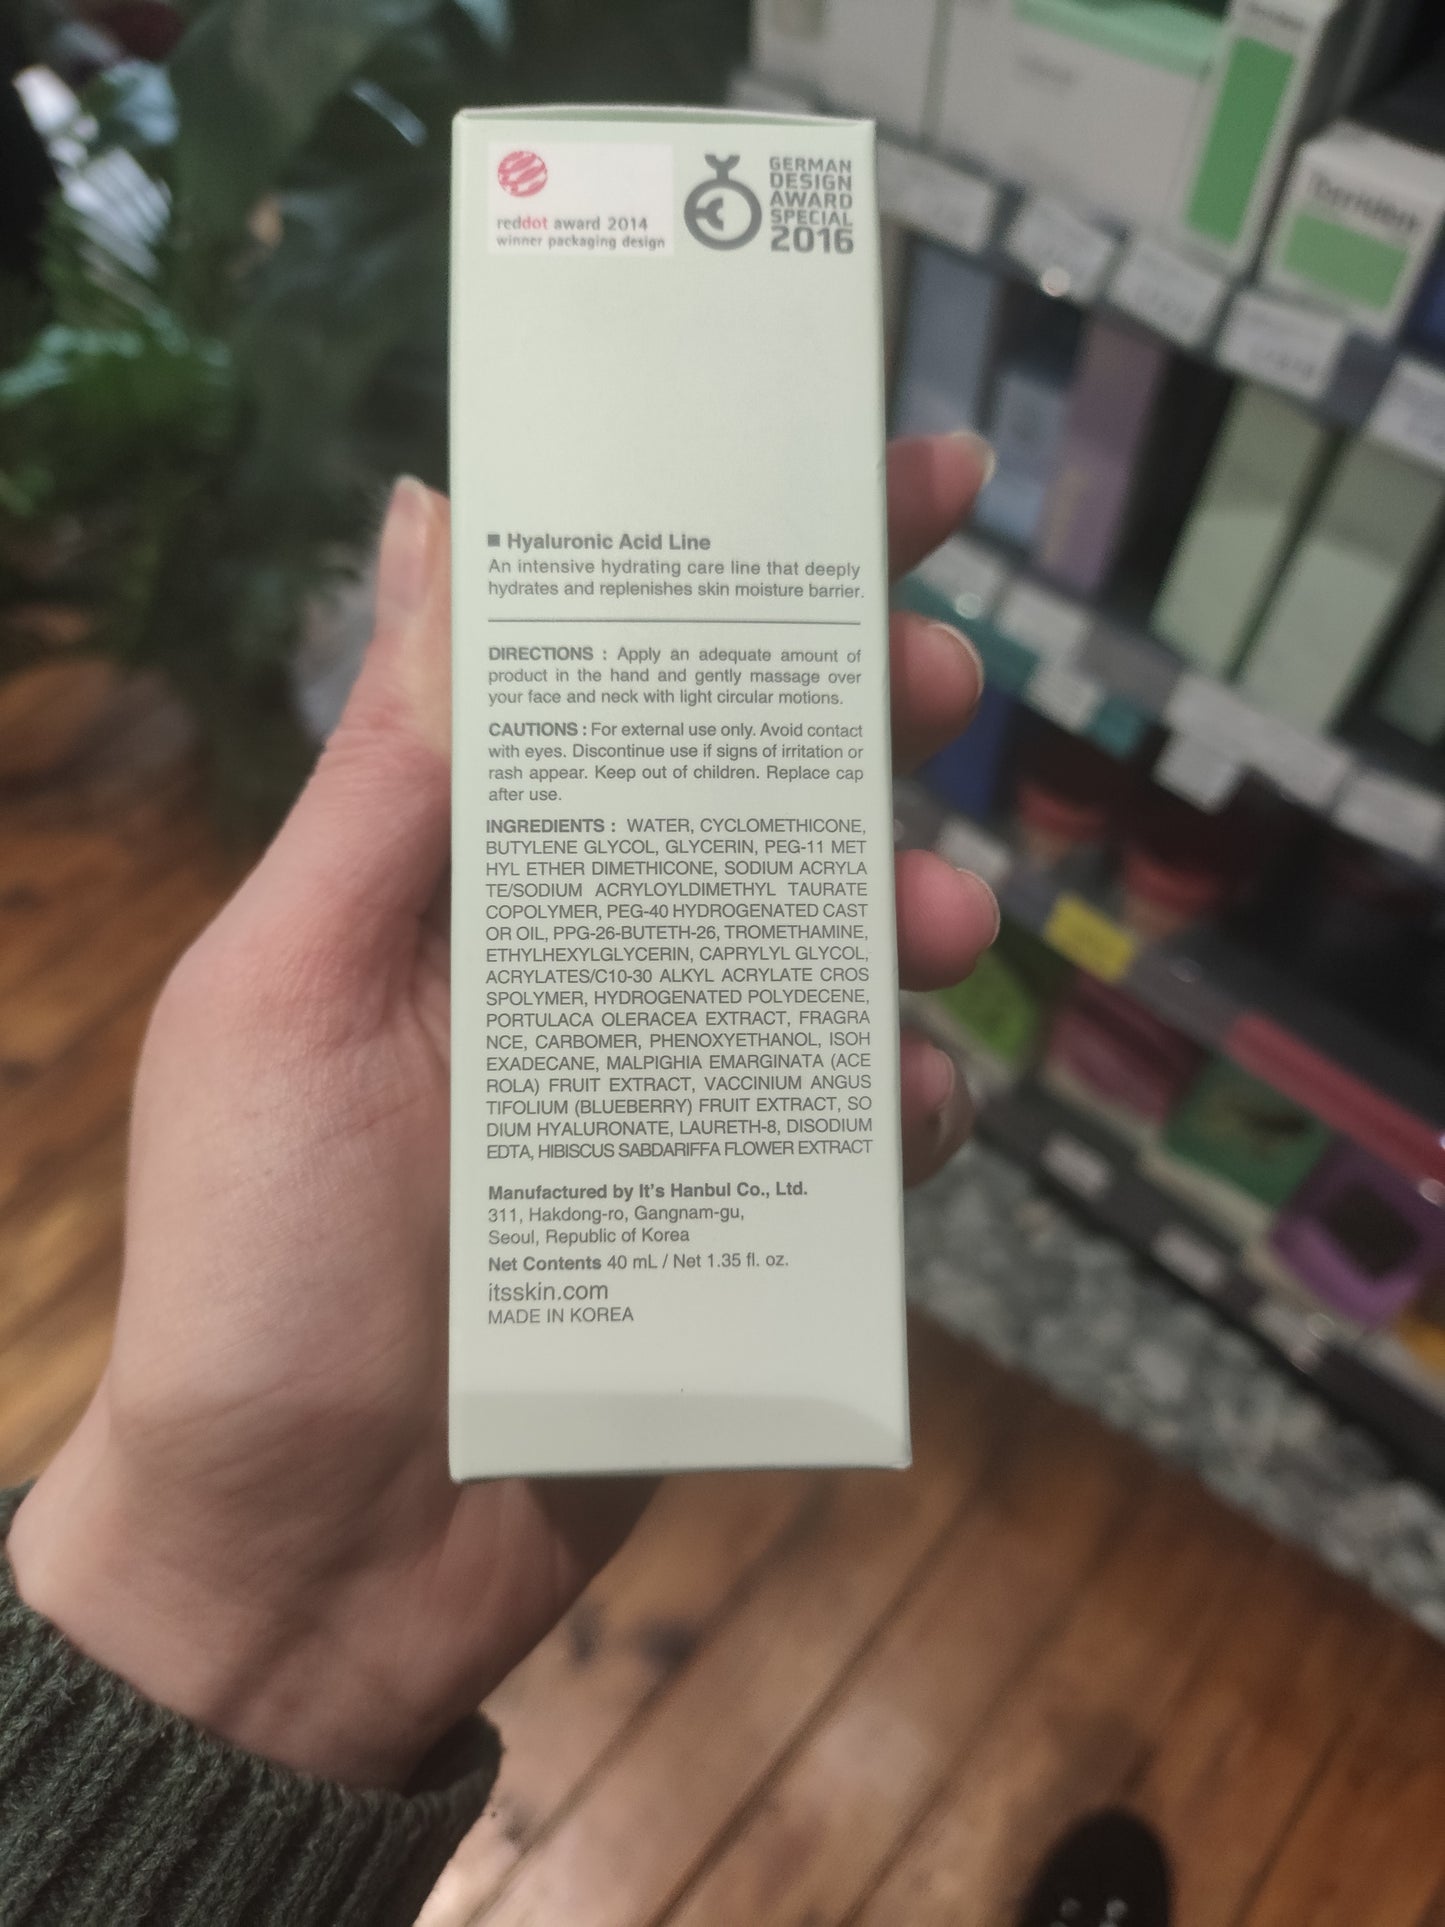 reddot award 2014
winner packaging design
GERMAN
DESIGN
AWARD
SPECIAL
2016
■ Hyaluronic Acid Line
An intensive hydrating care line that deeply
hydrates and replenishes skin moisture barrier.
DIRECTIONS : Apply an adequate amount of
product in the hand and gently massage over
your face and neck with light circular motions.
CAUTIONS : For external use only. Avoid contact
with eyes. Discontinue use if signs of irritation or
rash appear. Keep out of children. Replace cap
after use.
INGREDIENTS : WATER, CYCLOMETHICONE,
BUTYLENE GLYCOL, GLYCERIN, PEG-11 MET
HYL ETHER DIMETHICONE, SODIUM ACRYLA
TE/SODIUM ACRYLOYLDIMETHYL TAURATE
COPOLYMER, PEG-40 HYDROGENATED CAST
OR OIL, PPG-26-BUTETH-26, TROMETHAMINE,
ETHYLHEXYLGLYCERIN, CAPRYLYL GLYCOL,
ACRYLATES/C10-30 ALKYL ACRYLATE CROS
SPOLYMER, HYDROGENATED POLYDECENE,
PORTULACA OLERACEA EXTRACT, FRAGRA
NCE, CARBOMER, PHENOXYETHANOL, ISOH
EXADECANE, MALPIGHIA EMARGINATA (ACE
ROLA) FRUIT EXTRACT, VACCINIUM ANGUS
TIFOLIUM (BLUEBERRY) FRUIT EXTRACT, SO
DIUM HYALURONATE, LAURETH-8, DISODIUM
EDTA, HIBISCUS SABDARIFFA FLOWER EXTRACT
Manufactured by It's Hanbul Co., Ltd.
311, Hakdong-ro, Gangnam-gu,
Seoul, Republic of Korea
Net Contents 40 mL / Net 1.35 fl. oz.
itsskin.com
MADE IN KOREA